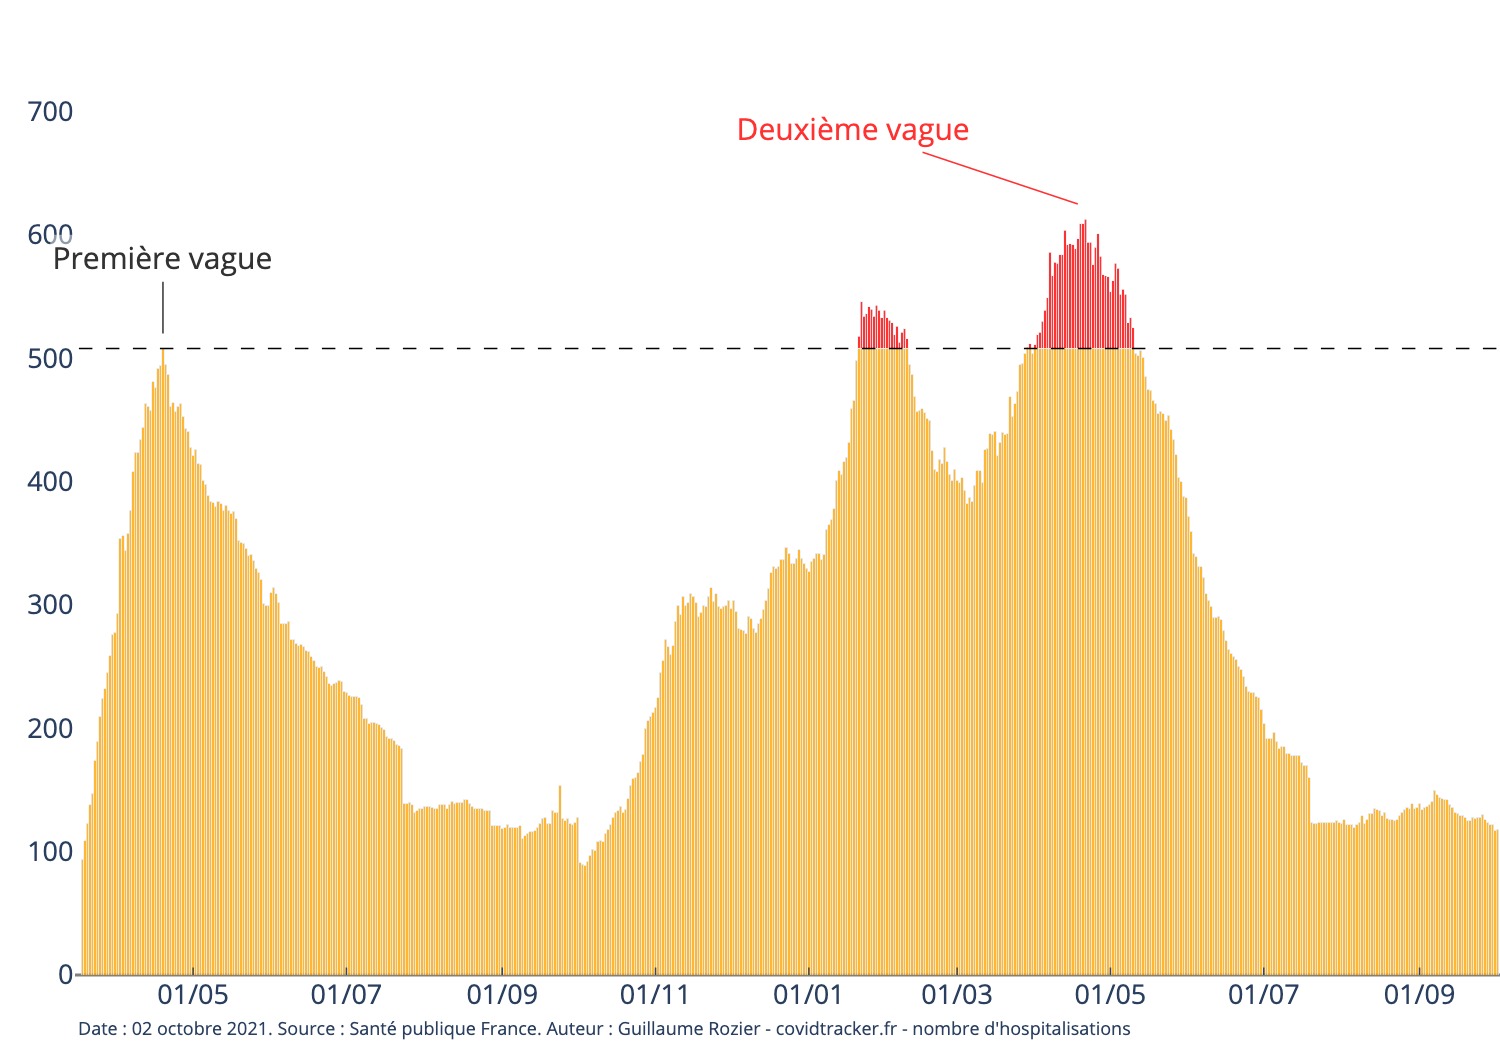 700
Deuxième vague
600
Première vague
500
400
300
200
100
0
01/05 01/07 01/09 01/11 01/01 01/03 01/05 01/07 01/09
Date : 02 octobre 2021. Source : Santé publique France. Auteur : Guillaume Rozier - covidtracker.fr - nombre d'hospitalisations